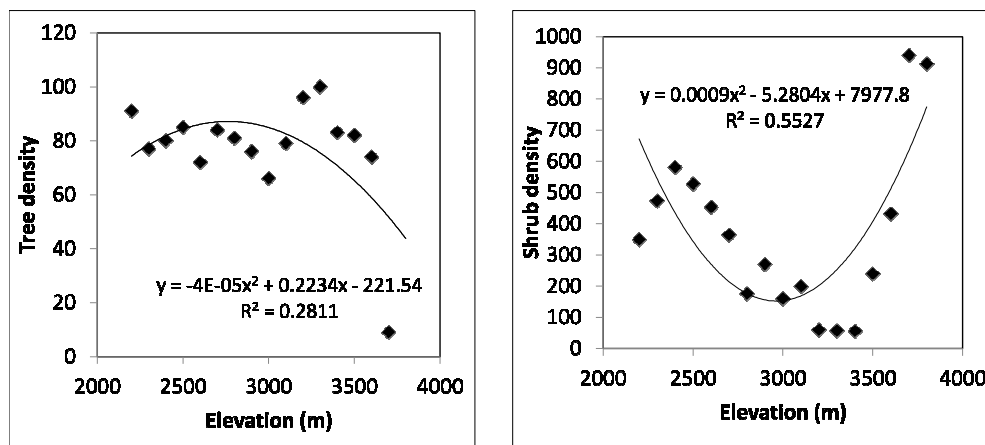 Tree density
120
100
80
60
40
20
0
y = -4E-05x² + 0.2234x - 221.54
R² = 0.2811
2000 2500 3000 3500 4000
Elevation (m)
Shrub density
1000
900
800
700
600
500
400
300
200
100
0
y = 0.0009x² - 5.2804x + 7977.8
R² = 0.5527
2000 2500 3000 3500 4000
Elevation (m)